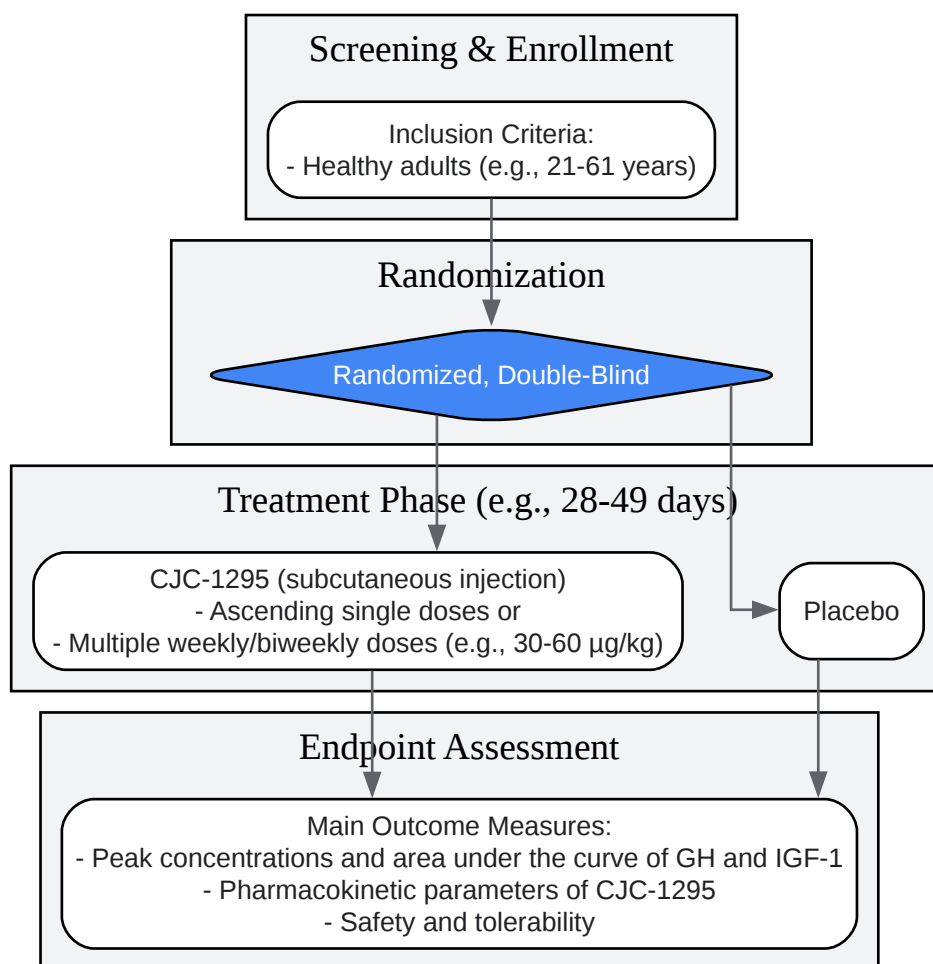 Screening & Enrollment
Inclusion Criteria:
- Healthy adults (e.g., 21-61 years)
Randomization
Randomized, Double-Blind
Treatment Phase (e.g., 28-49 days)
CJC-1295 (subcutaneous injection)
- Ascending single doses or
- Multiple weekly/biweekly doses (e.g., 30-60 µg/kg)
Placebo
Endpoint Assessment
Main Outcome Measures:
- Peak concentrations and area under the curve of GH and IGF-1
- Pharmacokinetic parameters of CJC-1295
- Safety and tolerability